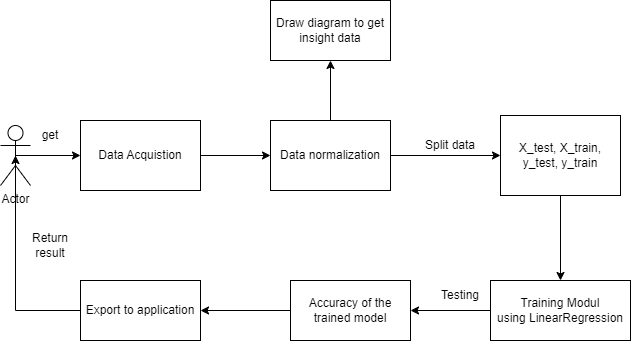 Draw diagram to get
insight data
get
Data Acquistion
Data normalization
Split data
X_test, X_train,
y_test, y_train
Actor
Return
result
Export to application
Accuracy of the
trained model
Testing
Training Modul
using LinearRegression